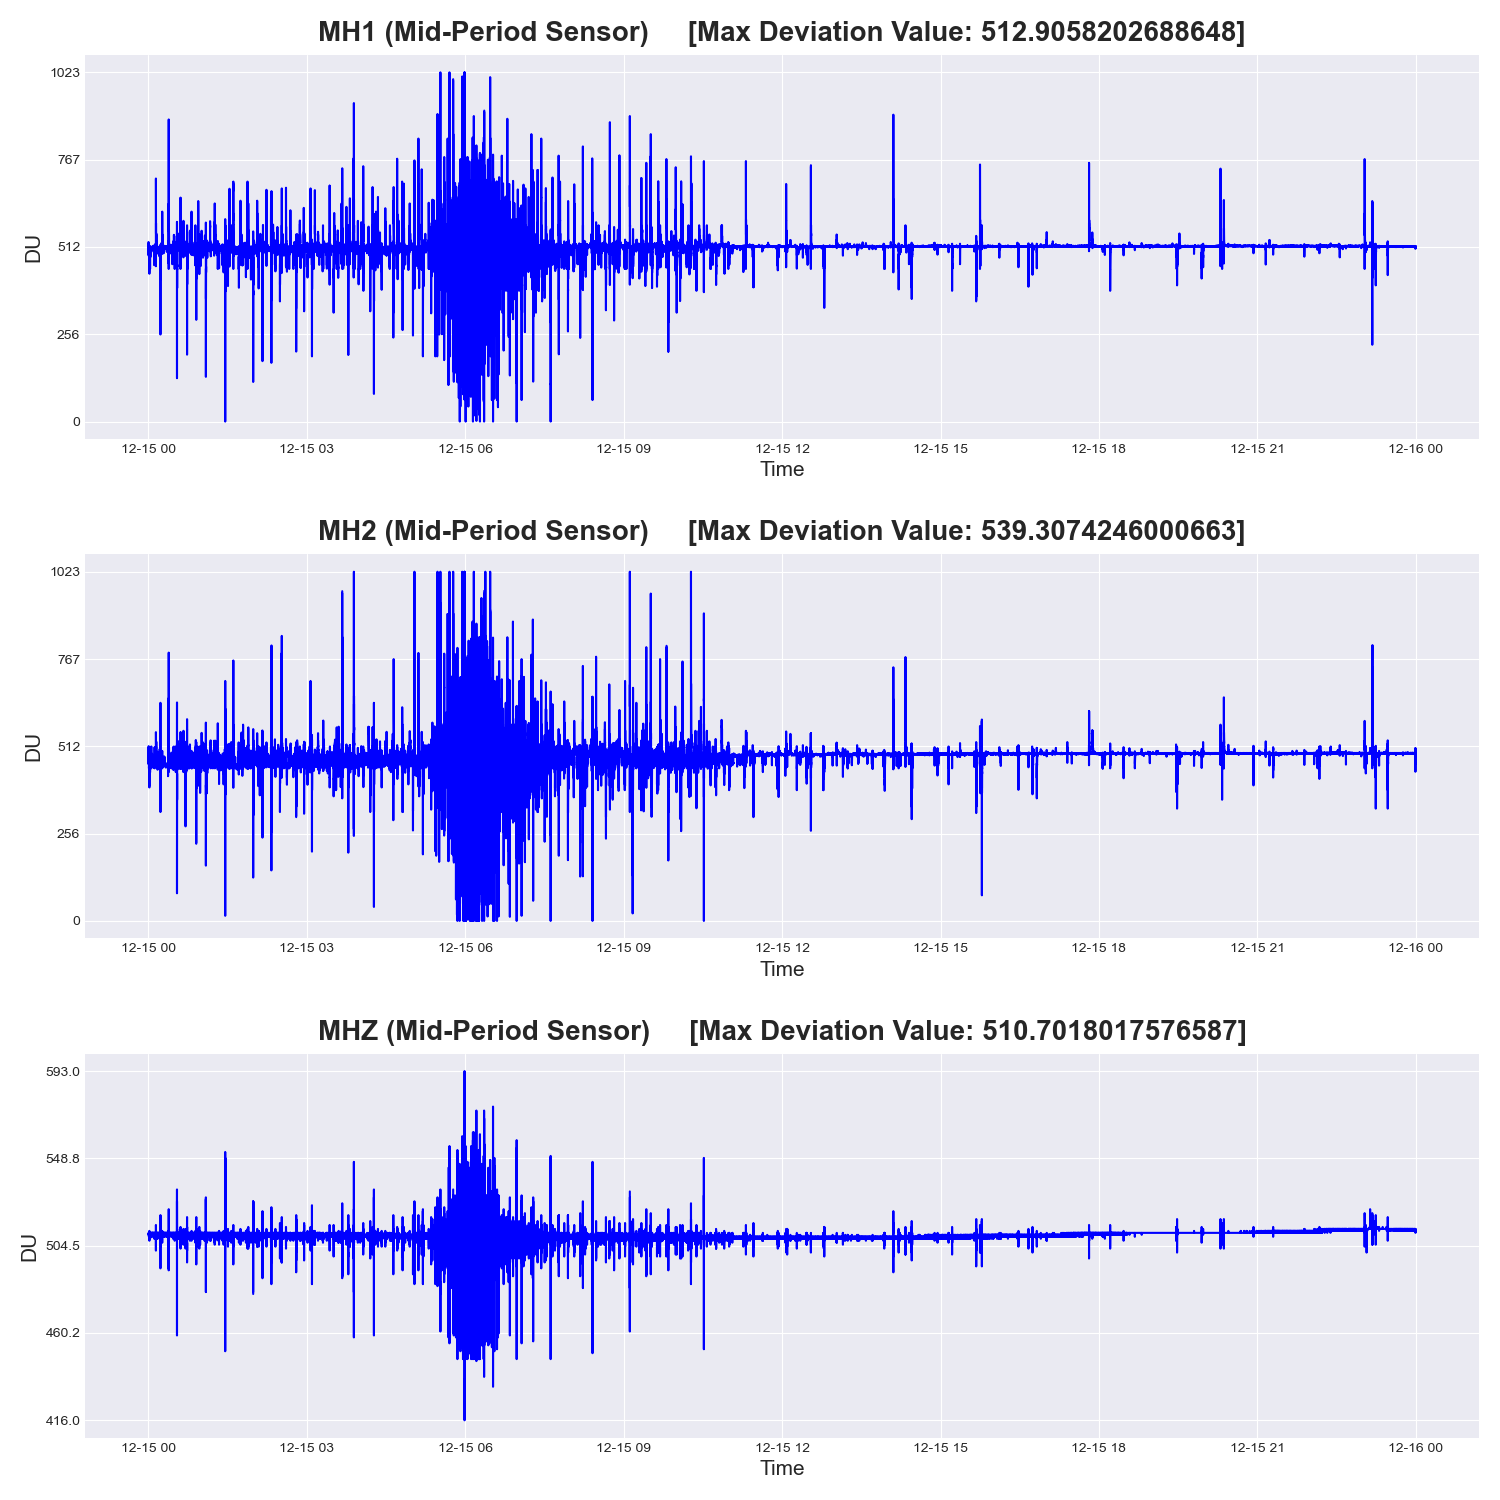 MH1 (Mid-Period Sensor)     [Max Deviation Value: 512.9058202688648]
1023
767
512
256
0
DU
12-15 00 12-15 03 12-15 06 12-15 09 12-15 12 12-15 15 12-15 18 12-15 21 12-16 00
Time
MH2 (Mid-Period Sensor)     [Max Deviation Value: 539.3074246000663]
1023
767
512
256
0
DU
12-15 00 12-15 03 12-15 06 12-15 09 12-15 12 12-15 15 12-15 18 12-15 21 12-16 00
Time
MHZ (Mid-Period Sensor)     [Max Deviation Value: 510.7018017576587]
593.0
548.8
504.5
460.2
416.0
DU
12-15 00 12-15 03 12-15 06 12-15 09 12-15 12 12-15 15 12-15 18 12-15 21 12-16 00
Time